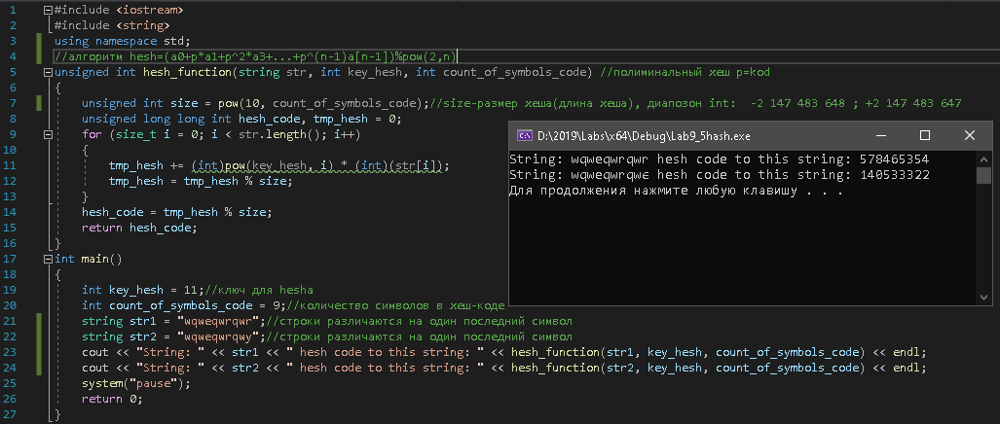 1 #include <iostream>
2 #include <string>
3 using namespace std;
4 //алгоритм hesh=(a0+p*a1+p^2*a3+...+p^(n-1)a[n-1])%pow(2,n)
5 unsigned int hesh_function(string str, int key_hesh, int count_of_symbols_code) //полиминальный хеш p=kod
6 {
7 unsigned int size = pow(10, count_of_symbols_code);//size-размер хеша(длина хеша), диапозон int: -2 147 483 648 ; +2 147 483 647
8 unsigned long long int hesh_code, tmp_hesh = 0;
9 for (size_t i = 0; i < str.length(); i++)
10 {
11 tmp_hesh += (int)pow(key_hesh, i) * (int)(str[i]);
12 tmp_hesh = tmp_hesh % size;
13 }
14 hesh_code = tmp_hesh % size;
15 return hesh_code;
16 }
17 int main()
18 {
19 int key_hesh = 11;//ключ для heshа
20 int count_of_symbols_code = 9;//количество символов в хеш-коде
21 string str1 = "wqweqwrqwr";//строки различаются на один последний символ
22 string str2 = "wqweqwrqwу";//строки различаются на один последний символ
23 cout << "String: " << str1 << " hesh code to this string: " << hesh_function(str1, key_hesh, count_of_symbols_code) << endl;
24 cout << "String: " << str2 << " hesh code to this string: " << hesh_function(str2, key_hesh, count_of_symbols_code) << endl;
25 system("pause");
26 return 0;
27 }
D:\2019\Labs\x64\Debug\Lab9_5hash.exe
String: wqweqwrqwr hesh code to this string: 578465354
String: wqweqwrqwє hesh code to this string: 140533322
Для продолжения нажмите любую клавишу . . .